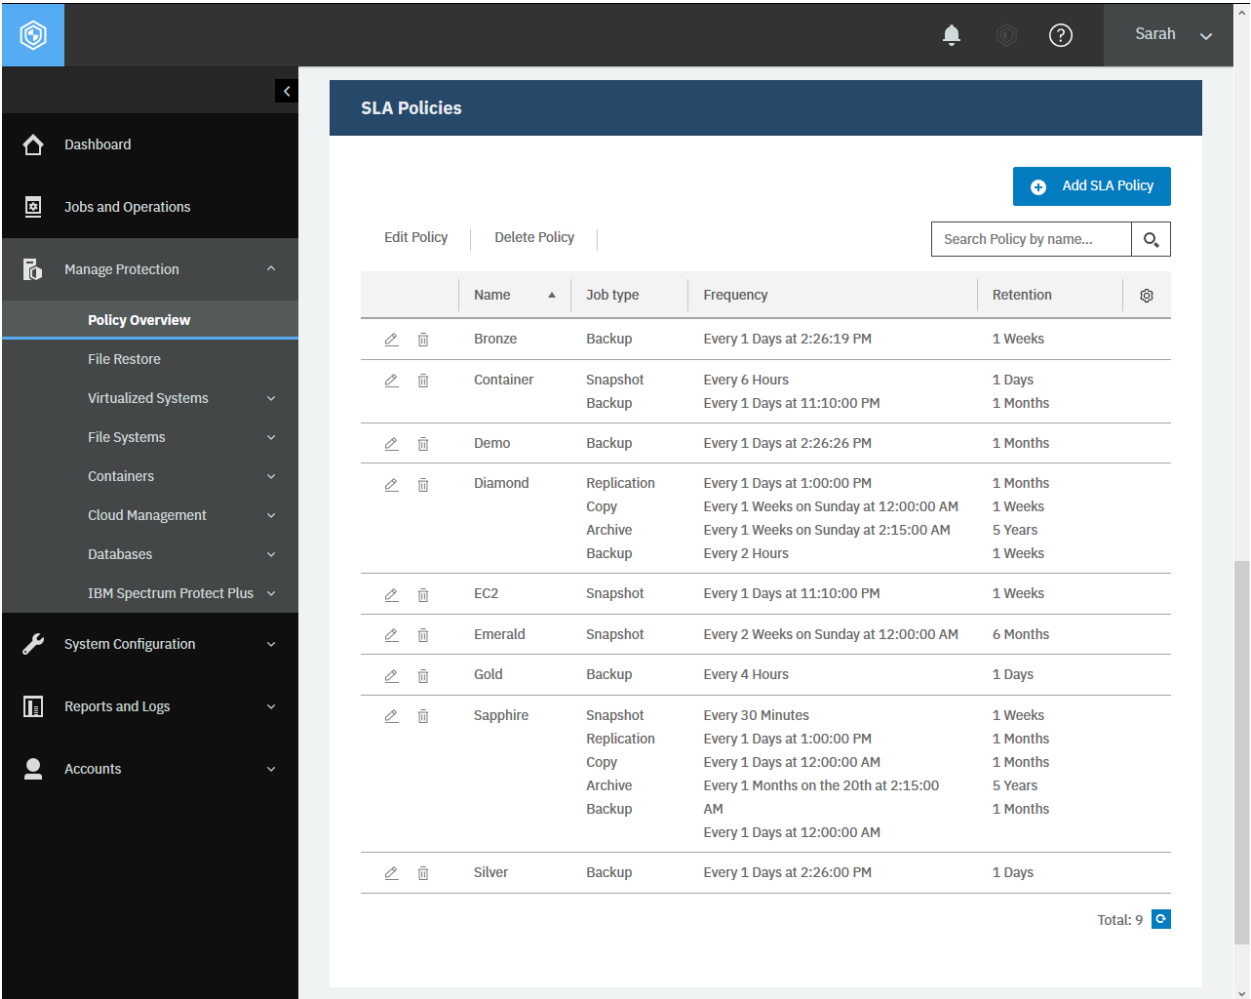 Sarah
Dashboard
Jobs and Operations
Manage Protection
Policy Overview
File Restore
Virtualized Systems
File Systems
Containers
Cloud Management
Databases
IBM Spectrum Protect Plus
System Configuration
Reports and Logs
Accounts
SLA Policies
Add SLA Policy
Edit Policy Delete Policy Search Policy by name...
Name Job type Frequency Retention
Bronze Backup Every 1 Days at 2:26:19 PM 1 Weeks
Container Snapshot Every 6 Hours 1 Days
Backup Every 1 Days at 11:10:00 PM 1 Months
Demo Backup Every 1 Days at 2:26:26 PM 1 Months
Diamond Replication Every 1 Days at 1:00:00 PM 1 Months
Copy Every 1 Weeks on Sunday at 12:00:00 AM 1 Weeks
Archive Every 1 Weeks on Sunday at 2:15:00 AM 5 Years
Backup Every 2 Hours 1 Weeks
EC2 Snapshot Every 1 Days at 11:10:00 PM 1 Weeks
Emerald Snapshot Every 2 Weeks on Sunday at 12:00:00 AM 6 Months
Gold Backup Every 4 Hours 1 Days
Sapphire Snapshot Every 30 Minutes 1 Weeks
Replication Every 1 Days at 1:00:00 PM 1 Months
Copy Every 1 Days at 12:00:00 AM 1 Months
Archive Every 1 Months on the 20th at 2:15:00 5 Years
Backup AM 1 Months
Every 1 Days at 12:00:00 AM
Silver Backup Every 1 Days at 2:26:00 PM 1 Days
Total: 9